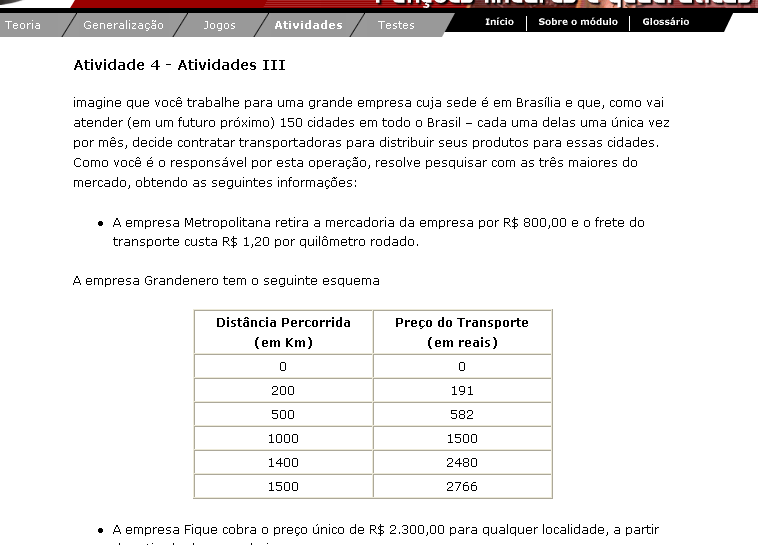 Funções lineares e quadráticas
Teoria Generalização Jogos Atividades Testes Início Sobre o módulo Glossário
Atividade 4 - Atividades III
imagine que você trabalhe para uma grande empresa cuja sede é em Brasília e que, como vai
atender (em um futuro próximo) 150 cidades em todo o Brasil – cada uma delas uma única vez
por mês, decide contratar transportadoras para distribuir seus produtos para essas cidades.
Como você é o responsável por esta operação, resolve pesquisar com as três maiores do
mercado, obtendo as seguintes informações:
• A empresa Metropolitana retira a mercadoria da empresa por R$ 800,00 e o frete do
transporte custa R$ 1,20 por quilômetro rodado.
A empresa Grandenero tem o seguinte esquema
Distância Percorrida Preço do Transporte
(em Km) (em reais)
0 0
200 191
500 582
1000 1500
1400 2480
1500 2766
• A empresa Fique cobra o preço único de R$ 2.300,00 para qualquer localidade, a partir